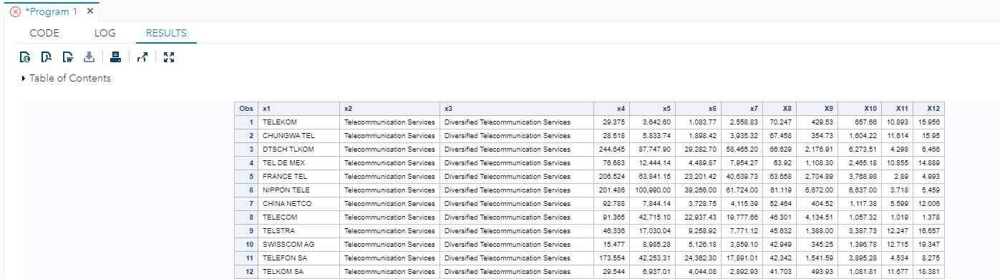 *Program 1 ×
CODE LOG RESULTS
Table of Contents
Obs x1 x2 x3 x4 x5 x6 x7 X8 X9 X10 X11 X12
1 TELEKOM Telecommunication Services Diversified Telecommunication Services 29.375 3,642.60 1,083.77 2,558.83 70.247 429.53 657.66 10.893 15.956
2 CHUNGWA TEL Telecommunication Services Diversified Telecommunication Services 28.518 5,833.74 1,898.42 3,935.32 67.458 354.73 1,604.22 11.614 15.95
3 DTSCH TLKOM Telecommunication Services Diversified Telecommunication Services 244.645 87,747.90 29,282.70 58,465.20 66.629 2,176.91 6,273.51 4.298 6.466
4 TEL DE MEX Telecommunication Services Diversified Telecommunication Services 76.683 12,444.14 4,489.87 7,954.27 63.92 1,108.30 2,465.18 10.855 14.889
5 FRANCE TEL Telecommunication Services Diversified Telecommunication Services 206.524 63,841.15 23,201.42 40,639.73 63.658 2,704.89 3,768.98 2.89 4.993
6 NIPPON TELE Telecommunication Services Diversified Telecommunication Services 201.486 100,990.00 39,266.00 61,724.00 61.119 6,672.00 6,637.00 3.718 5.459
7 CHINA NETCO Telecommunication Services Diversified Telecommunication Services 92.788 7,844.14 3,728.75 4,115.39 52.464 404.52 1,117.38 5.599 12.006
8 TELECOM Telecommunication Services Diversified Telecommunication Services 91.365 42,715.10 22,937.43 19,777.66 46.301 4,134.51 1,057.32 1.019 1.378
9 TELSTRA Telecommunication Services Diversified Telecommunication Services 46.336 17,030.04 9,258.92 7,771.12 45.632 1,388.00 3,387.73 12.247 16.657
10 SWISSCOM AG Telecommunication Services Diversified Telecommunication Services 15.477 8,985.28 5,126.18 3,859.10 42.949 345.25 1,396.78 12.715 19.347
11 TELEFON SA Telecommunication Services Diversified Telecommunication Services 173.554 42,253.31 24,362.30 17,891.01 42.342 1,541.59 3,895.28 4.534 8.275
12 TELKOM SA Telecommunication Services Diversified Telecommunication Services 29.544 6,937.01 4,044.08 2,892.93 41.703 493.93 1,081.81 11.677 18.381